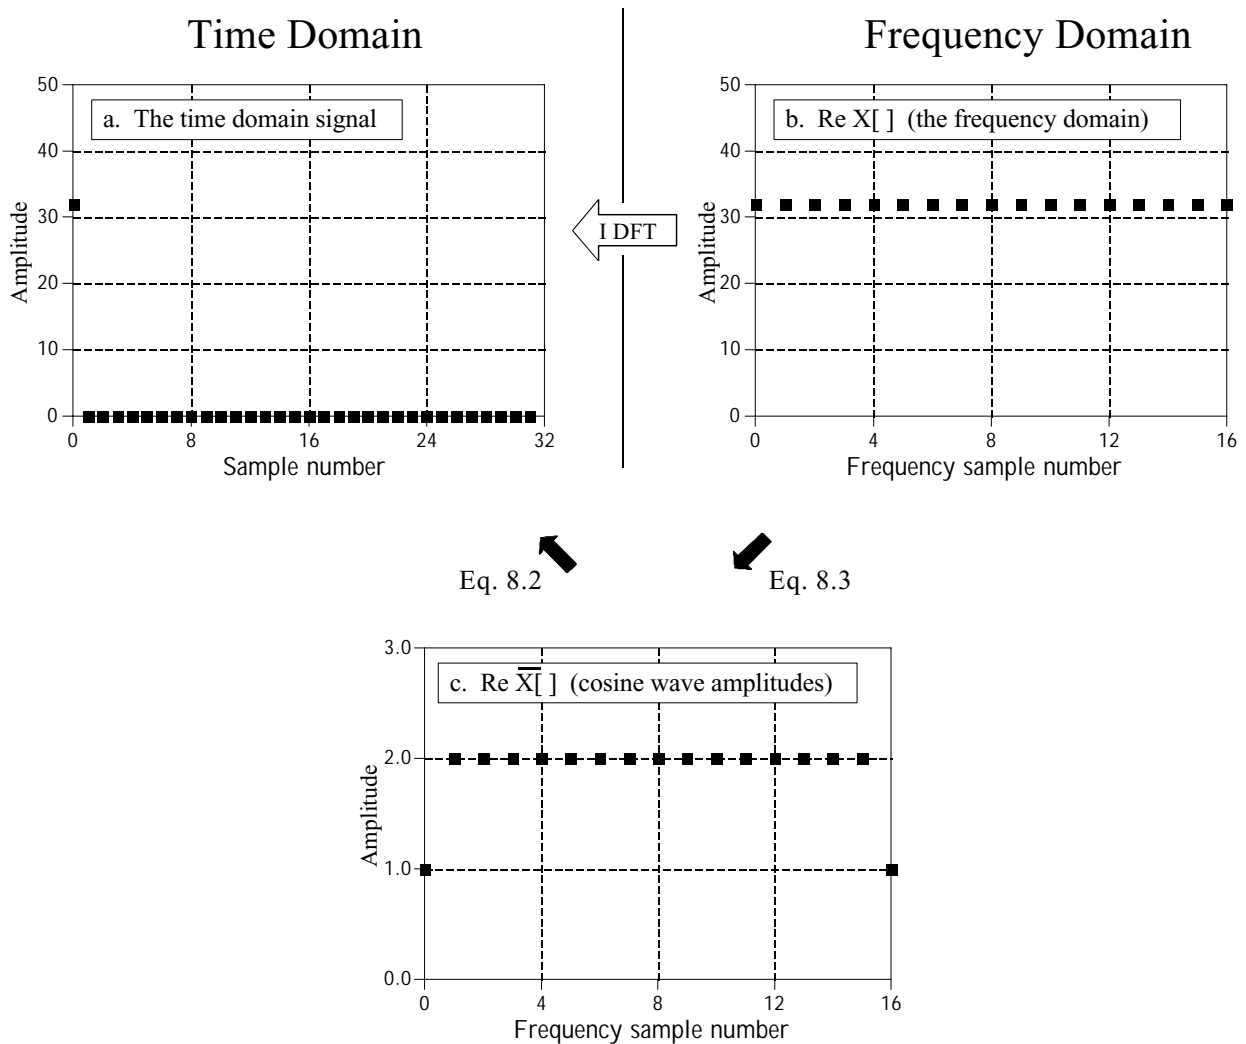 Time Domain
Frequency Domain
50
40
30
20
10
0
Amplitude
a. The time domain signal
0 8 16 24 32
Sample number
I DFT
50
40
30
20
10
0
Amplitude
b. Re X[ ] (the frequency domain)
0 4 8 12 16
Frequency sample number
Eq. 8.2
Eq. 8.3
3.0
2.0
1.0
0.0
Amplitude
c. Re X̅[̅ ] (cosine wave amplitudes)
0 4 8 12 16
Frequency sample number